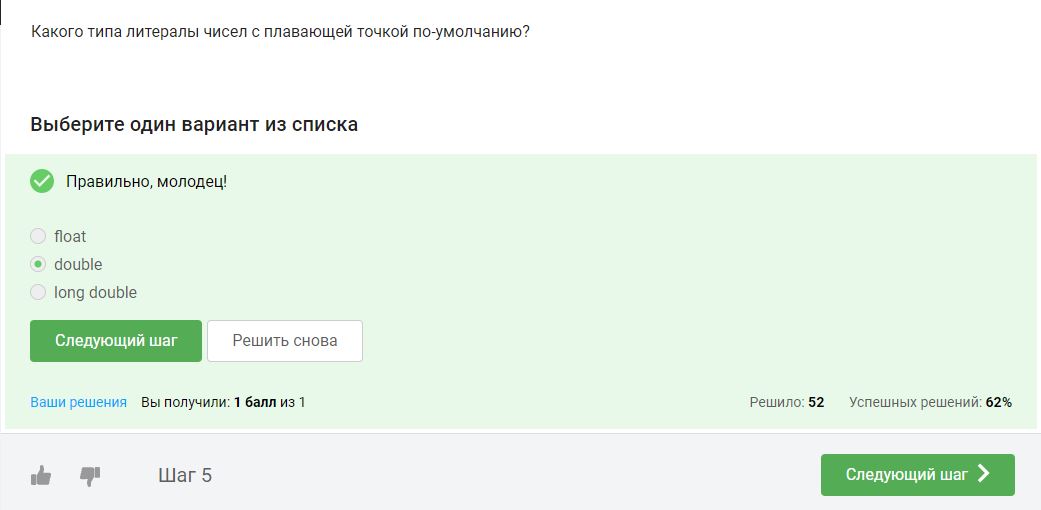 Какого типа литералы чисел с плавающей точкой по-умолчанию?
Выберите один вариант из списка
Правильно, молодец!
float
double
long double
Следующий шаг Решить снова
Ваши решения Вы получили: 1 балл из 1 Решило: 52 Успешных решений: 62%
Шаг 5 Следующий шаг